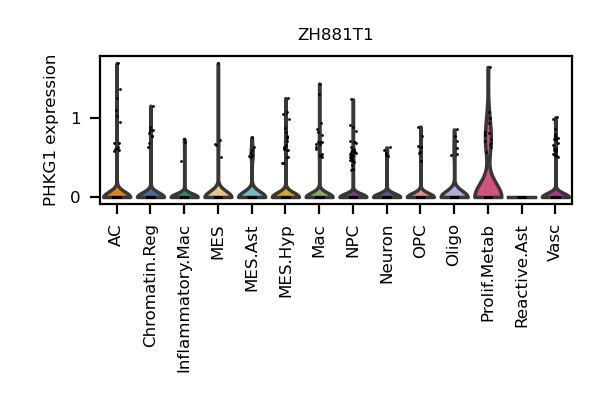 ZH881T1
PHKG1 expression
1
0
AC
Chromatin.Reg
Inflammatory.Mac
MES
MES.Ast
MES.Hyp
Mac
NPC
Neuron
OPC
Oligo
Prolif.Metab
Reactive.Ast
Vasc